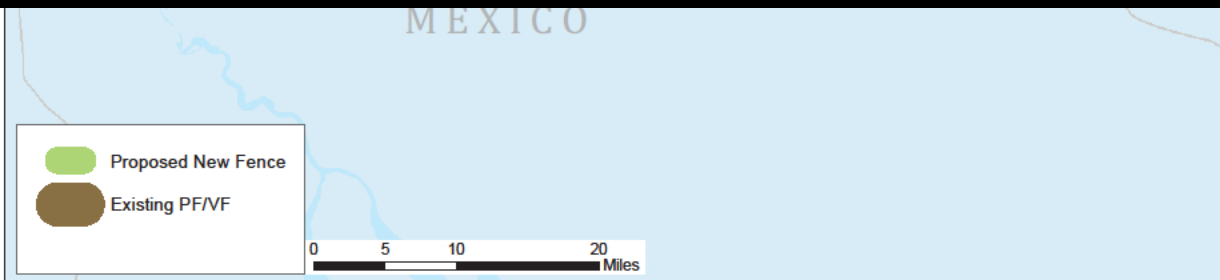 MEXICO
Proposed New Fence
Existing PF/VF
0 5 10 20
Miles